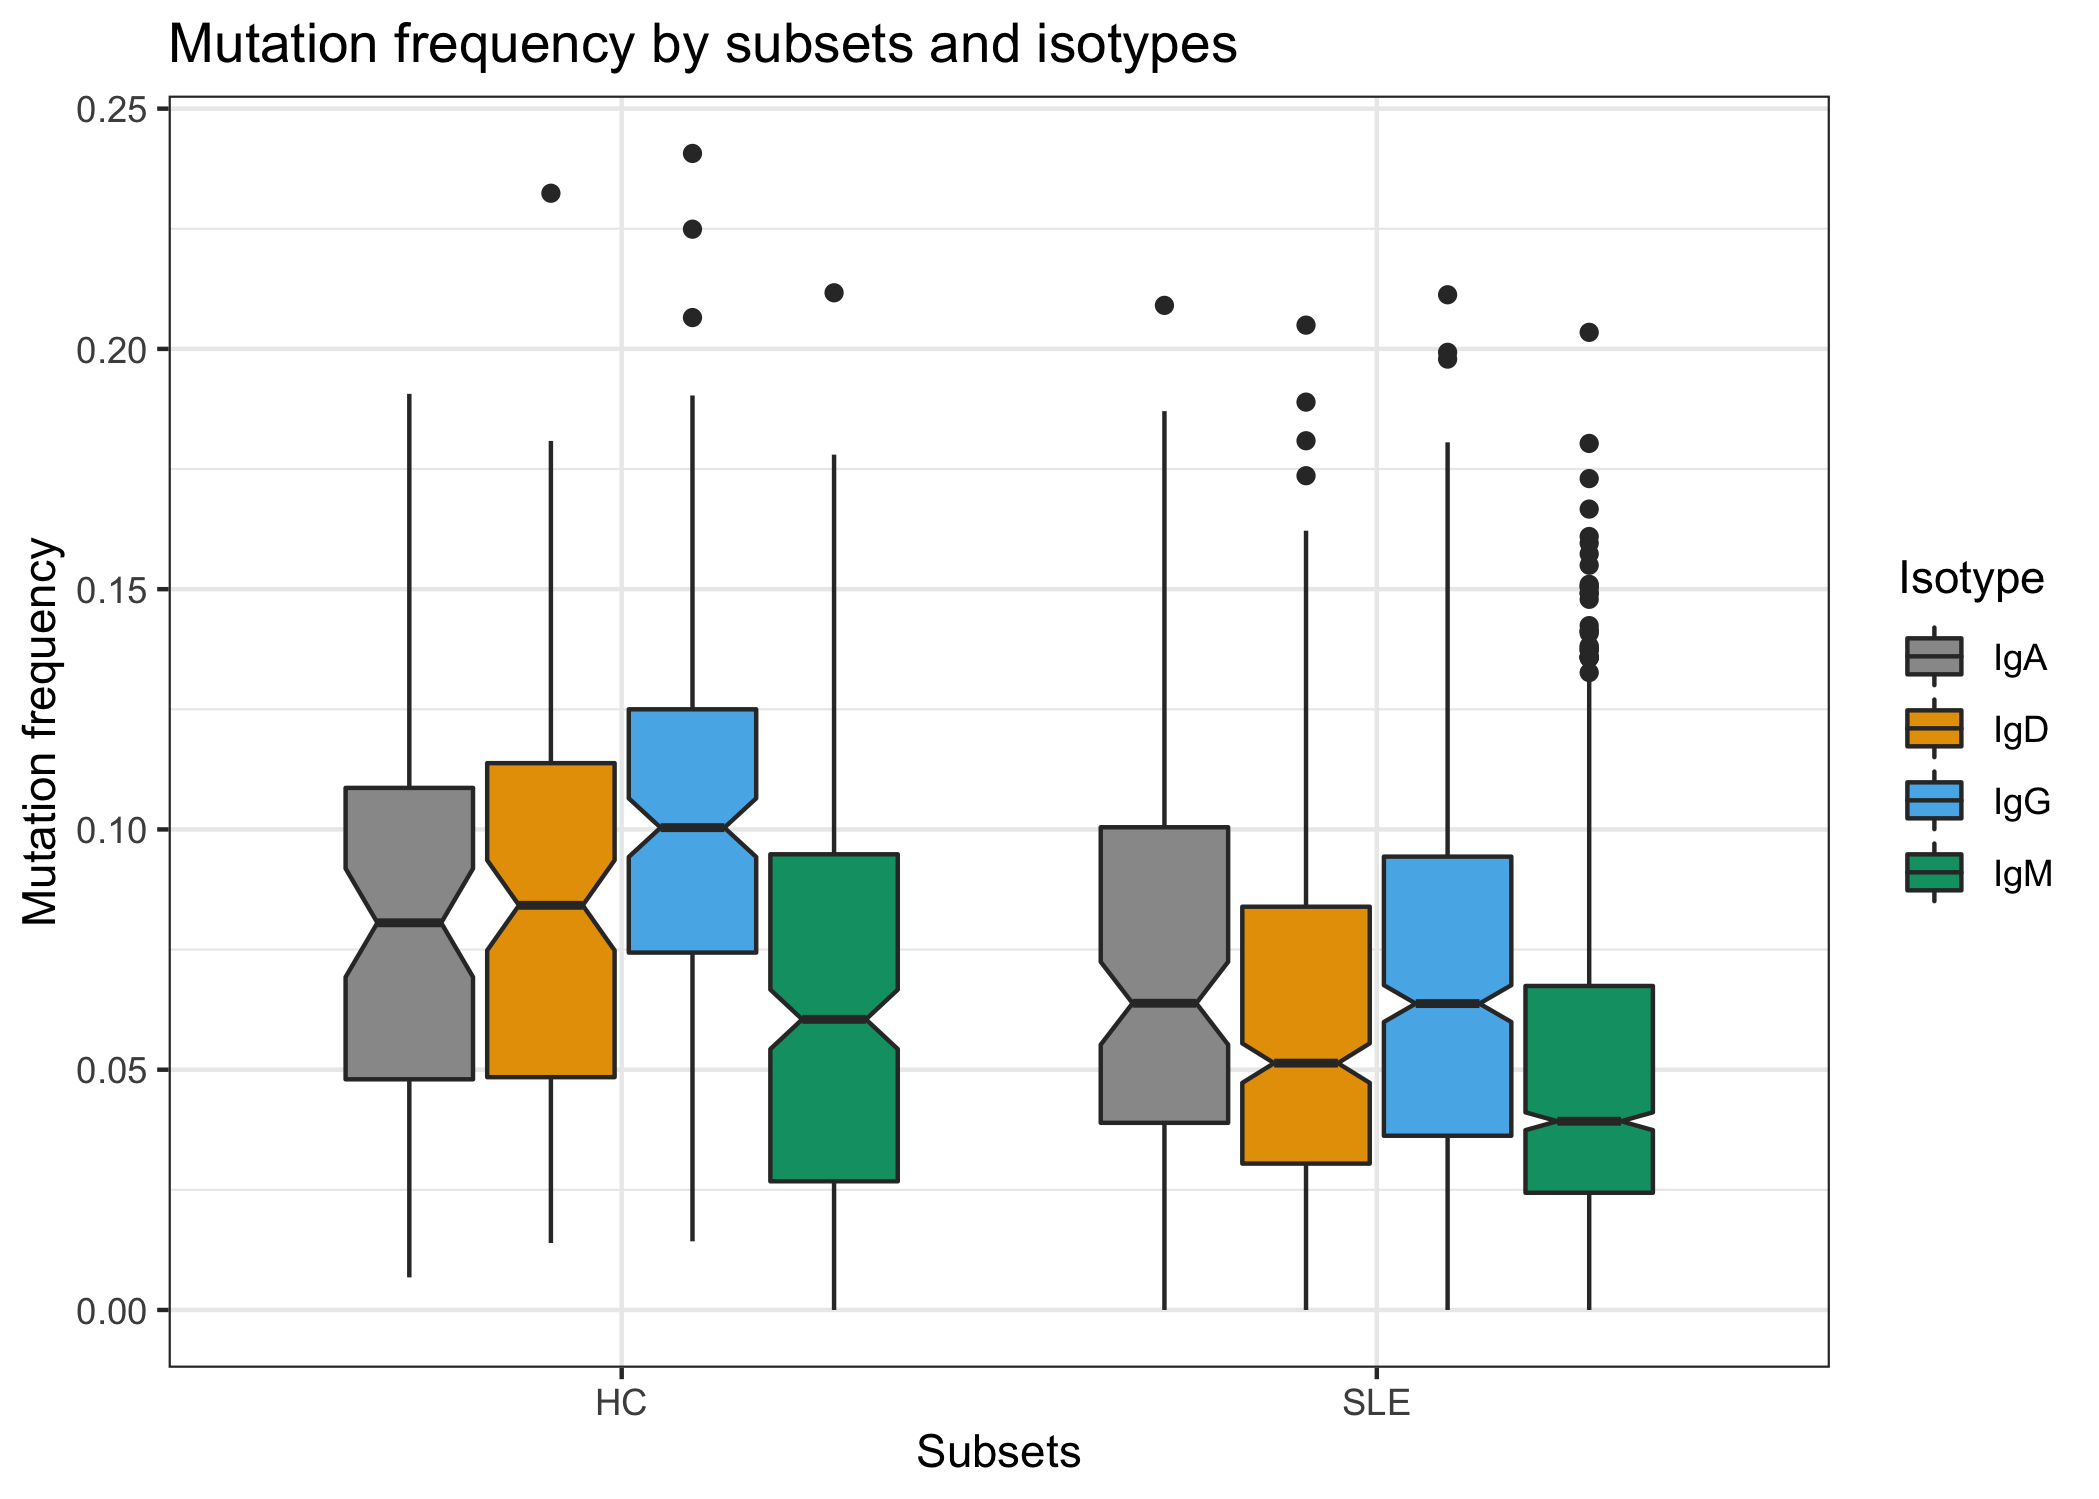 Mutation frequency by subsets and isotypes
Mutation frequency
0.25
0.20
0.15
0.10
0.05
0.00
HC
SLE
Subsets
Isotype
IgA
IgD
IgG
IgM